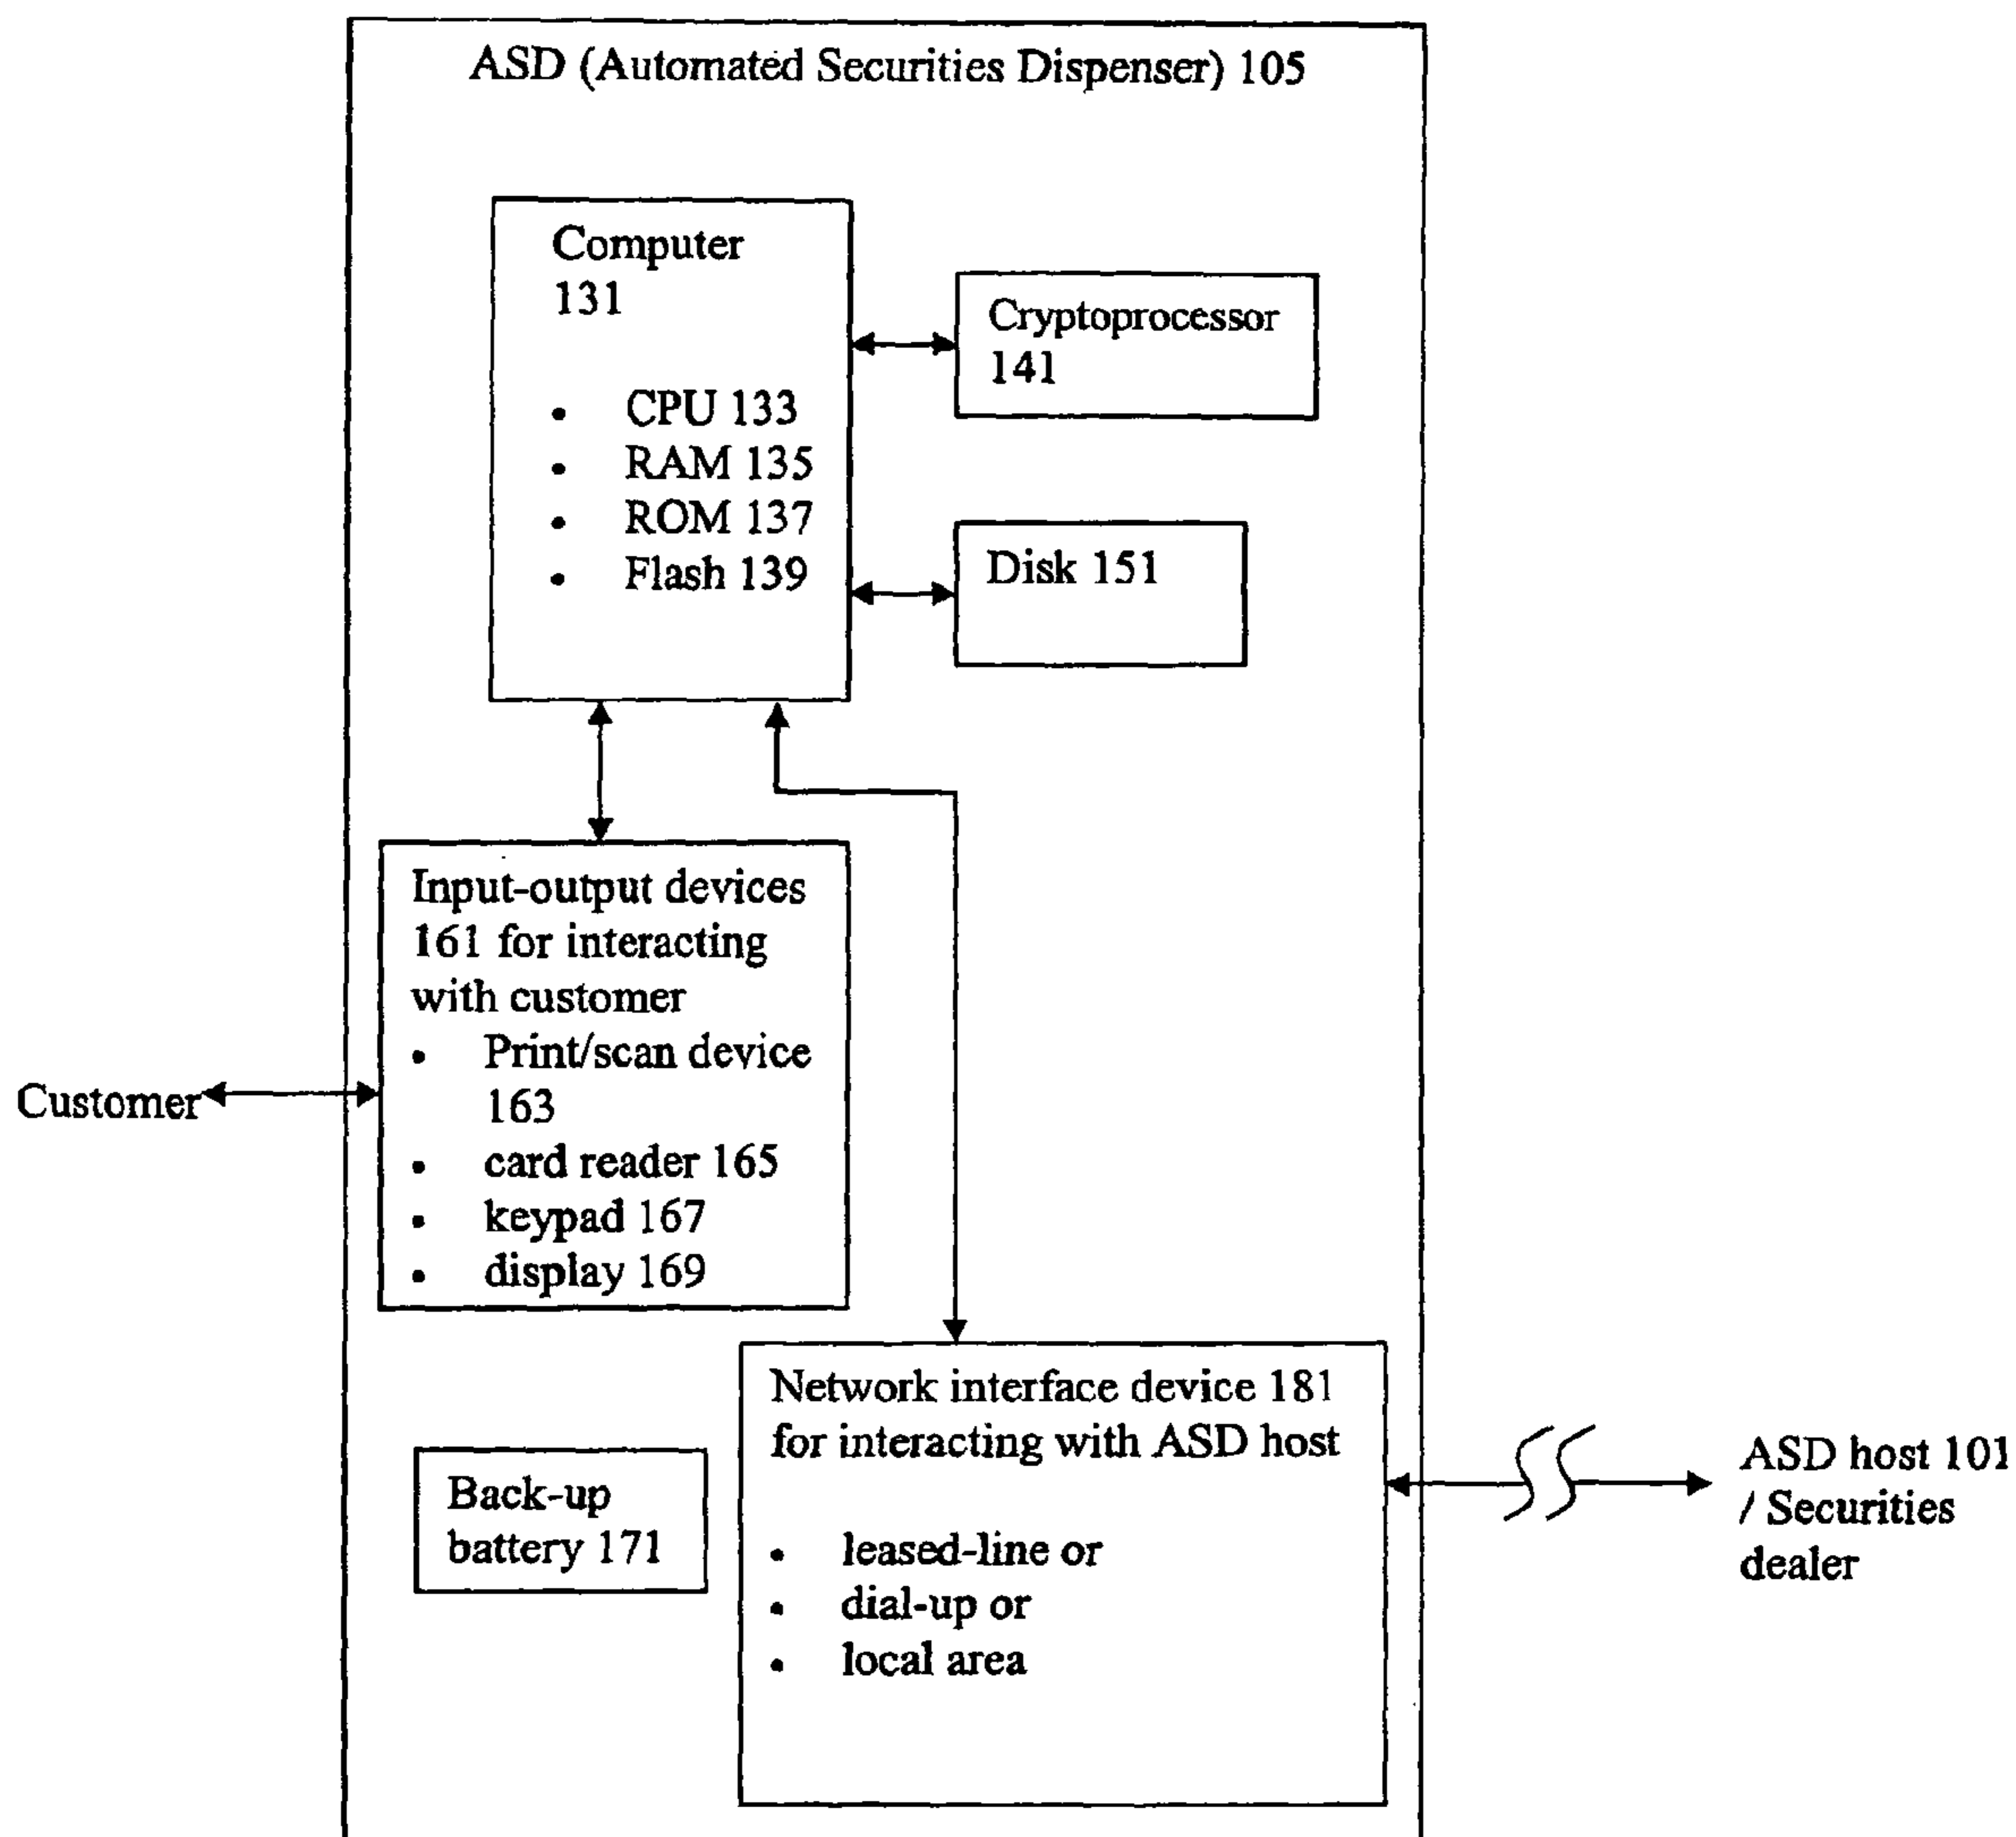 ASD (Automated Securities Dispenser) 105
Computer
131
• CPU 133
• RAM 135
• ROM 137
• Flash 139
Cryptoprocessor
141
Disk 151
Input-output devices
161 for interacting
with customer
• Print/scan device
163
• card reader 165
• keypad 167
• display 169
Customer
Network interface device 181
for interacting with ASD host
• leased-line or
• dial-up or
• local area
Back-up
battery 171
ASD host 101
/ Securities
dealer